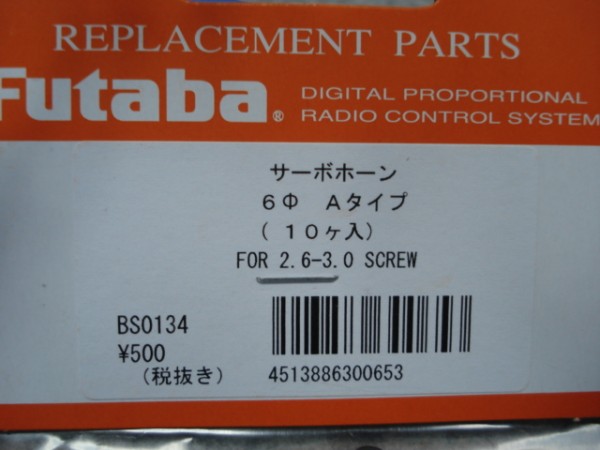 REPLACEMENT PARTS
Futaba®
DIGITAL PROPORTIONAL
RADIO CONTROL SYSTEM
サーボホーン
6Φ Aタイプ
(10ヶ入)
FOR 2.6-3.0 SCREW
BS0134
¥500
(税抜き)
4513886300653